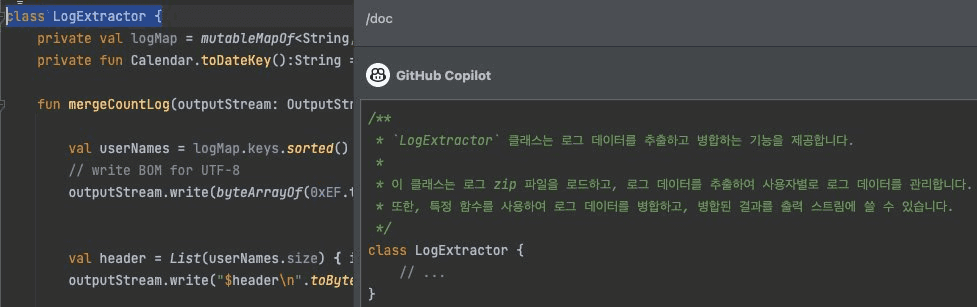 class LogExtractor {
private val logMap = mutableMapOf<String,
private fun Calendar.toDateKey():String =
fun mergeCountLog(outputStream: OutputStr
val userNames = logMap.keys.sorted()
// write BOM for UTF-8
outputStream.write(byteArrayOf(0xEF.t
val header = List(userNames.size) { i
outputStream.write("$header\n".toByte
/doc
GitHub Copilot
/**
* `LogExtractor` 클래스는 로그 데이터를 추출하고 병합하는 기능을 제공합니다.
*
* 이 클래스는 로그 zip 파일을 로드하고, 로그 데이터를 추출하여 사용자별로 로그 데이터를 관리합니다.
* 또한, 특정 함수를 사용하여 로그 데이터를 병합하고, 병합된 결과를 출력 스트림에 쓸 수 있습니다.
*/
class LogExtractor {
// ...
}